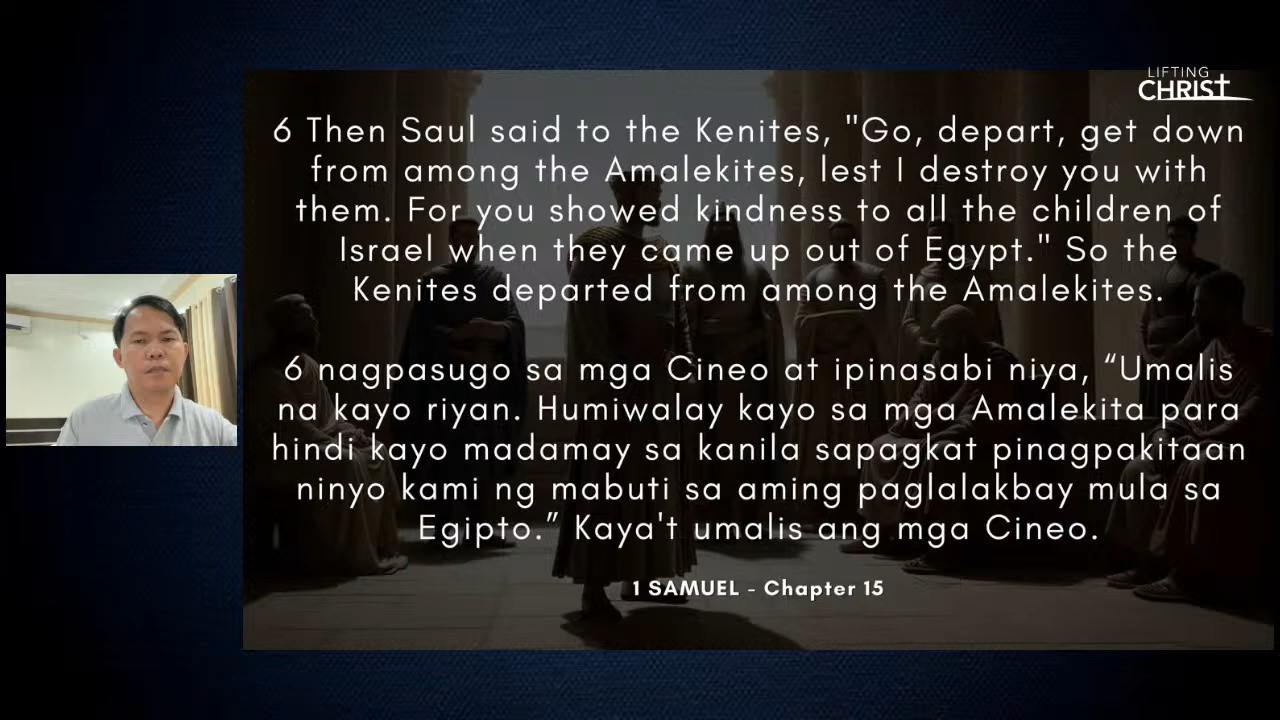 LIFTING
CHRIST
6 Then Saul said to the Kenites, "Go, depart, get down
from among the Amalekites, lest I destroy you with
them. For you showed kindness to all the children of
Israel when they came up out of Egypt." So the
Kenites departed from among the Amalekites.
6 nagpasugo sa mga Cineo at ipinasabi niya, “Umalis
na kayo riyan. Humiwalay kayo sa mga Amalekita para
hindi kayo madamay sa kanila sapagkat pinagpakitaan
ninyo kami ng mabuti sa aming paglalakbay mula sa
Egipto.” Kaya't umalis ang mga Cineo.
1 SAMUEL - Chapter 15